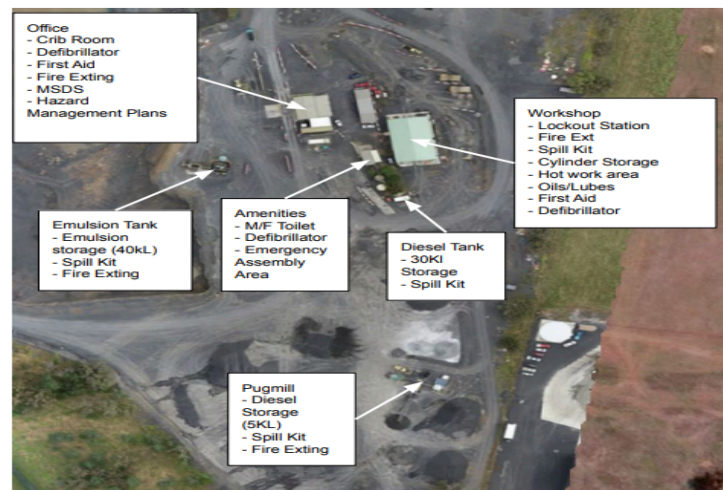 Office
- Crib Room
- Defibrillator
- First Aid
- Fire Exting
- MSDS
- Hazard
Management Plans
Workshop
- Lockout Station
- Fire Ext
- Spill Kit
- Cylinder Storage
- Hot work area
- Oils/Lubes
- First Aid
- Defibrillator
Emulsion Tank
- Emulsion
storage (40kL)
- Spill Kit
- Fire Exting
Amenities
- M/F Toilet
- Defibrillator
- Emergency
Assembly
Area
Diesel Tank
- 30Kl
Storage
- Spill Kit
Pugmill
- Diesel
Storage
(5KL)
- Spill Kit
- Fire Exting